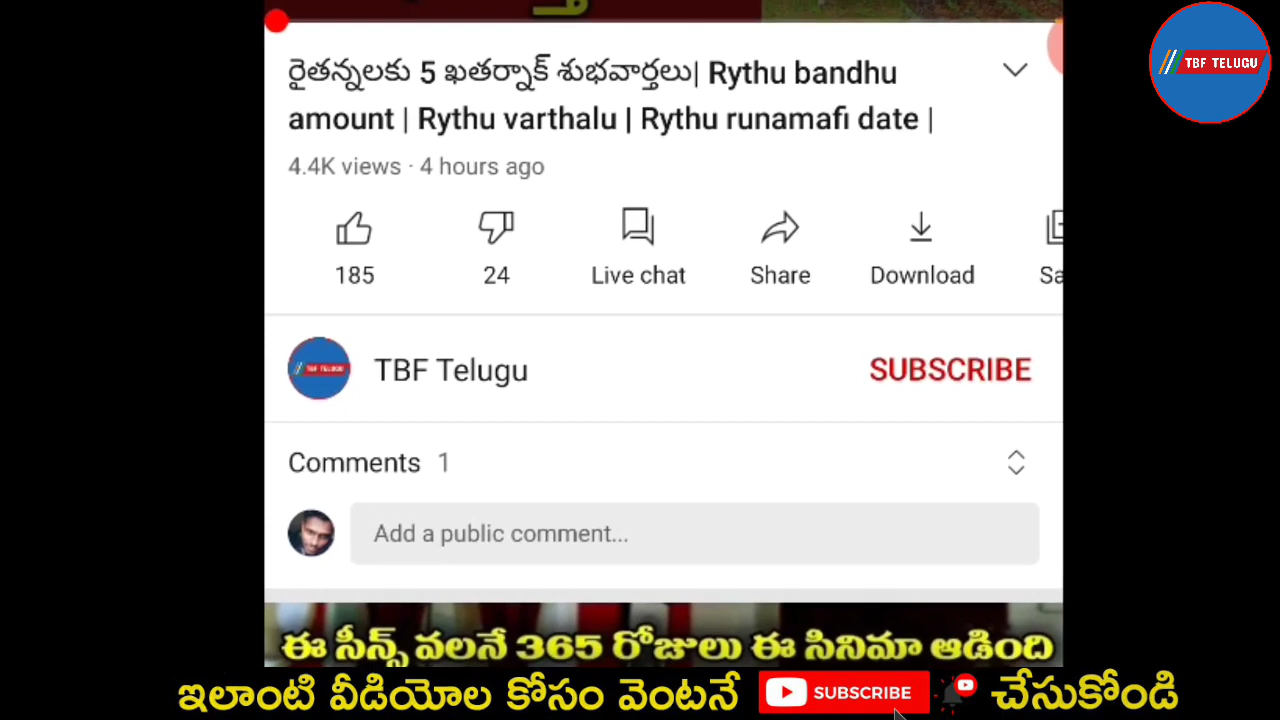 TBF TELUGU
రైతన్నలకు 5 ఖతర్నాక్ శుభవార్తలు| Rythu bandhu
amount | Rythu varthalu | Rythu runamafi date |
4.4K views · 4 hours ago
185 24 Live chat Share Download
TBF TELUGU TBF Telugu SUBSCRIBE
Comments 1
Add a public comment...
ఈ సీన్స్ వలనే 365 రోజులు ఈ సినిమా ఆడింది
ఇలాంటి వీడియోల కోసం వెంటనే SUBSCRIBE చేసుకోండి